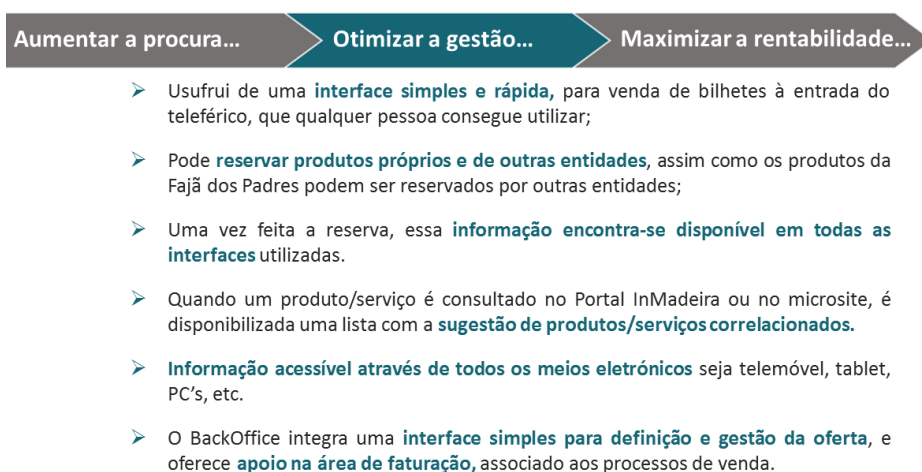 Aumentar a procura... Otimizar a gestão... Maximizar a rentabilidade...
➢ Usufrui de uma interface simples e rápida, para venda de bilhetes à entrada do
teleférico, que qualquer pessoa consegue utilizar;
➢ Pode reservar produtos próprios e de outras entidades, assim como os produtos da
Fajã dos Padres podem ser reservados por outras entidades;
➢ Uma vez feita a reserva, essa informação encontra-se disponível em todas as
interfaces utilizadas.
➢ Quando um produto/serviço é consultado no Portal InMadeira ou no microsite, é
disponibilizada uma lista com a sugestão de produtos/serviços correlacionados.
➢ Informação acessível através de todos os meios eletrónicos seja telemóvel, tablet,
PC’s, etc.
➢ O BackOffice integra uma interface simples para definição e gestão da oferta, e
oferece apoio na área de faturação, associado aos processos de venda.